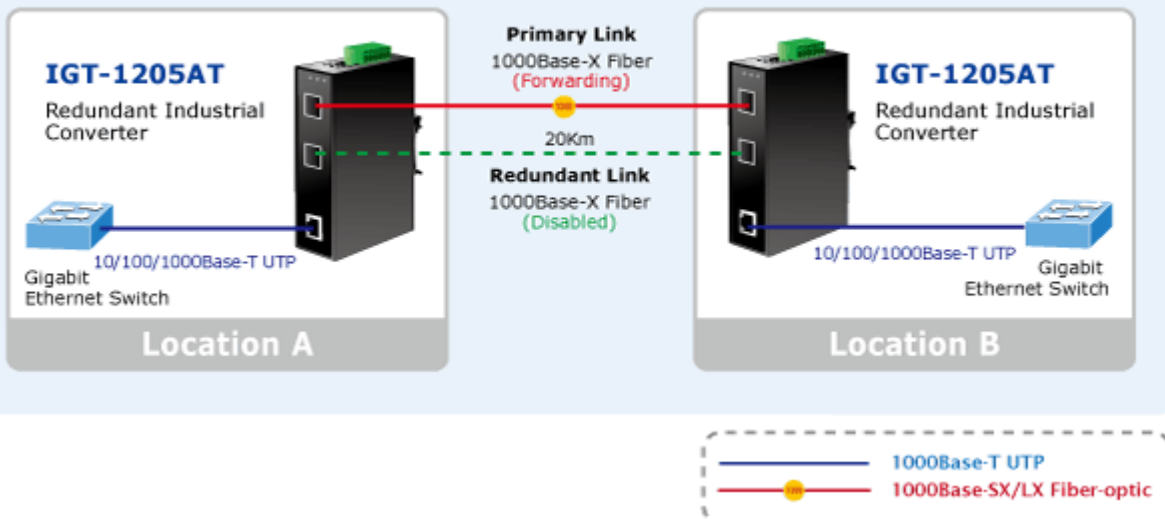 IGT-1205AT
Redundant Industrial
Converter
10/100/1000Base-T UTP
Gigabit
Ethernet Switch
Location A
Primary Link
1000Base-X Fiber
(Forwarding)
20Km
Redundant Link
1000Base-X Fiber
(Disabled)
IGT-1205AT
Redundant Industrial
Converter
10/100/1000Base-T UTP
Gigabit
Ethernet Switch
Location B
1000Base-T UTP
1000Base-SX/LX Fiber-optic